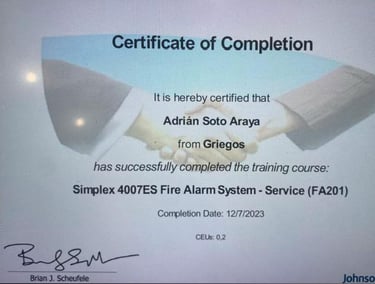 Certificate of Completion
It is hereby certified that
Adrián Soto Araya
from Griegos
has successfully completed the training course:
Simplex 4007ES Fire Alarm System - Service (FA201)
Completion Date: 12/7/2023
CEUs: 0,2
Brian J. Scheufele
Johnso